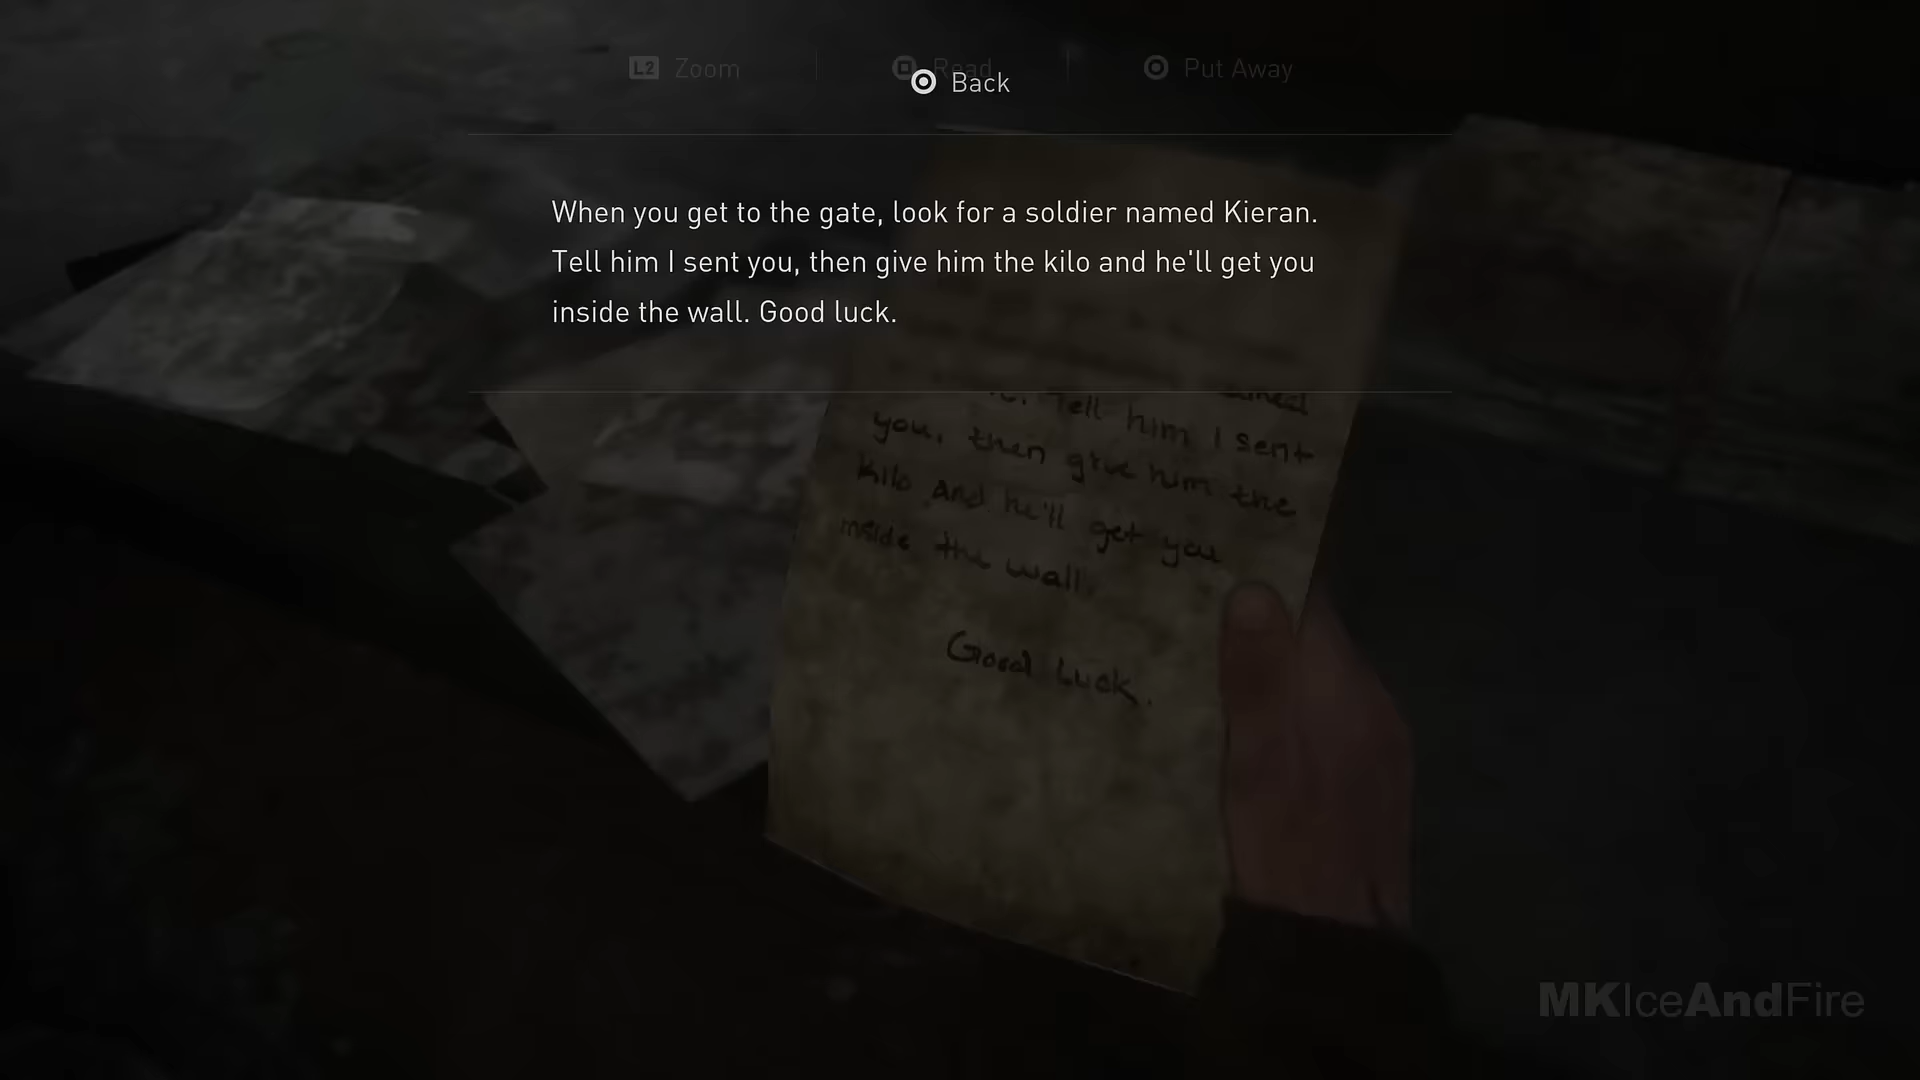 L2 Zoom
Read
Put Away
Back
When you get to the gate, look for a soldier named Kieran.
Tell him I sent you, then give him the kilo and he'll get you
inside the wall. Good luck.
Tell him I sent
you, then give him the
kilo and he'll get you
inside the wall.
Good Luck.
MKIceAndFire